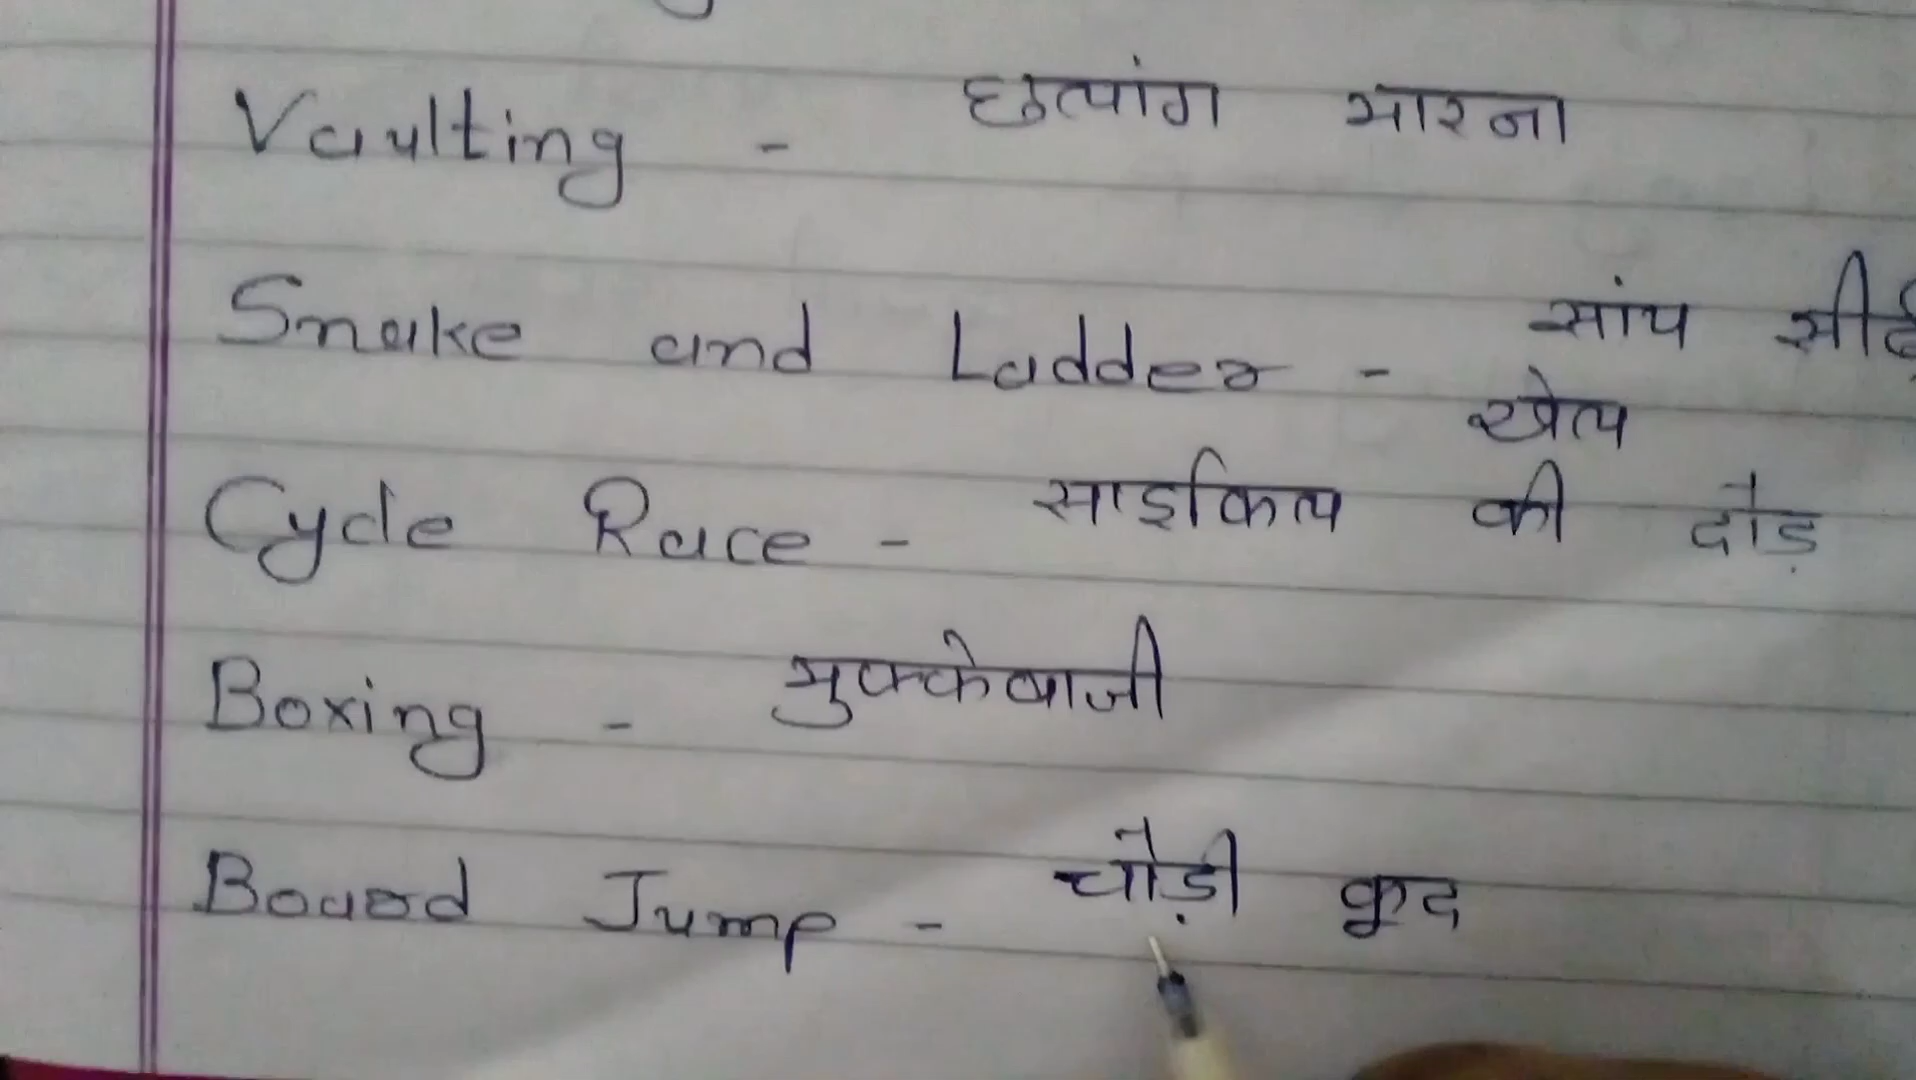 Vaulting - छलांग मारना
Snake and Ladder - सांप
खेल
Cycle Race - साइकिल की दौड़
Boxing - मुक्केबाजी
Board Jump - चौड़ी कूद